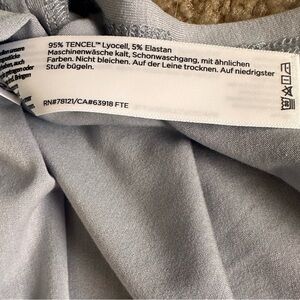 95% TENCEL™ Lyocell, 5% Elastan
Maschinenwäsche kalt, Schonwaschgang, mit ähnlichen
Farben. Nicht bleichen. Auf der Leine trocknen. Auf niedrigster
Stufe bügeln.
RN#78121/CA#63918 FTE